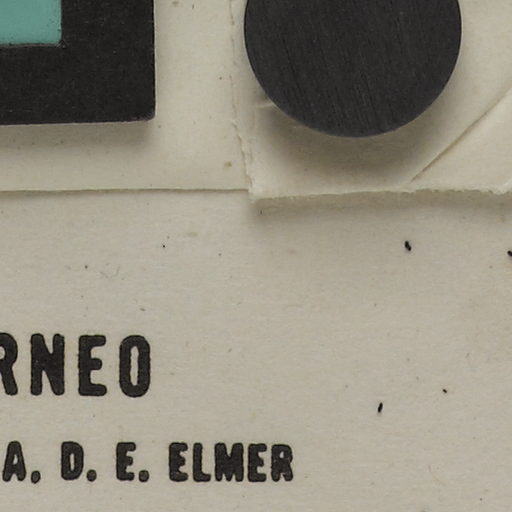 RNEO
A. D. E. ELMER